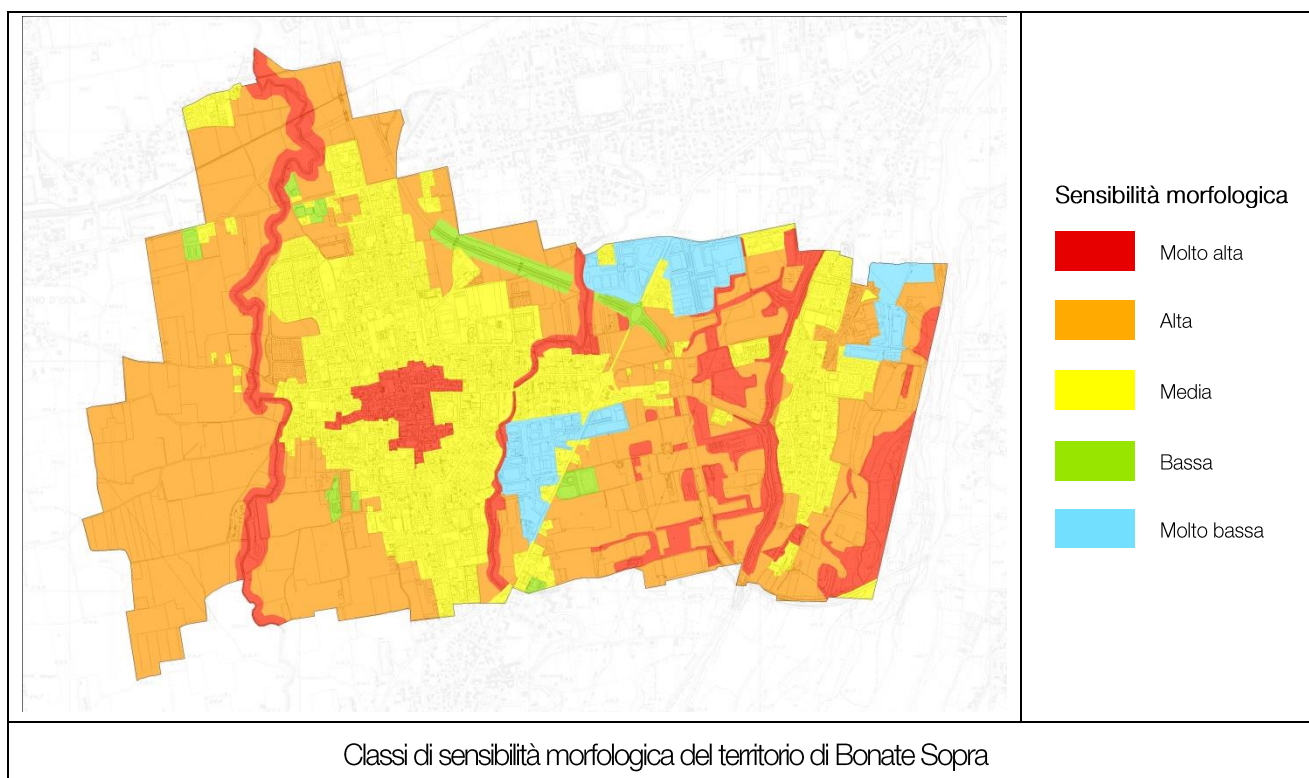 Sensibilità morfologica
Molto alta
Alta
Media
Bassa
Molto bassa
Classi di sensibilità morfologica del territorio di Bonate Sopra